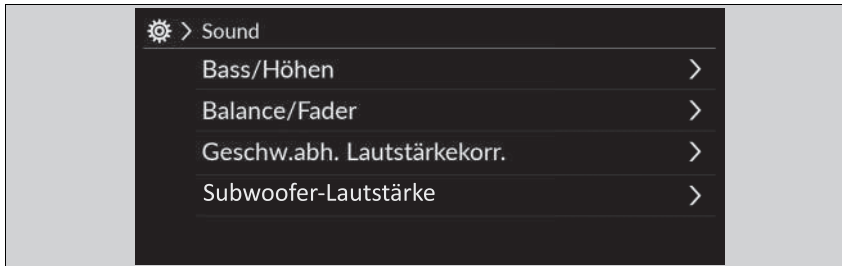 Sound
Bass/Höhen
Balance/Fader
Geschw.abh. Lautstärkekorr.
Subwoofer-Lautstärke